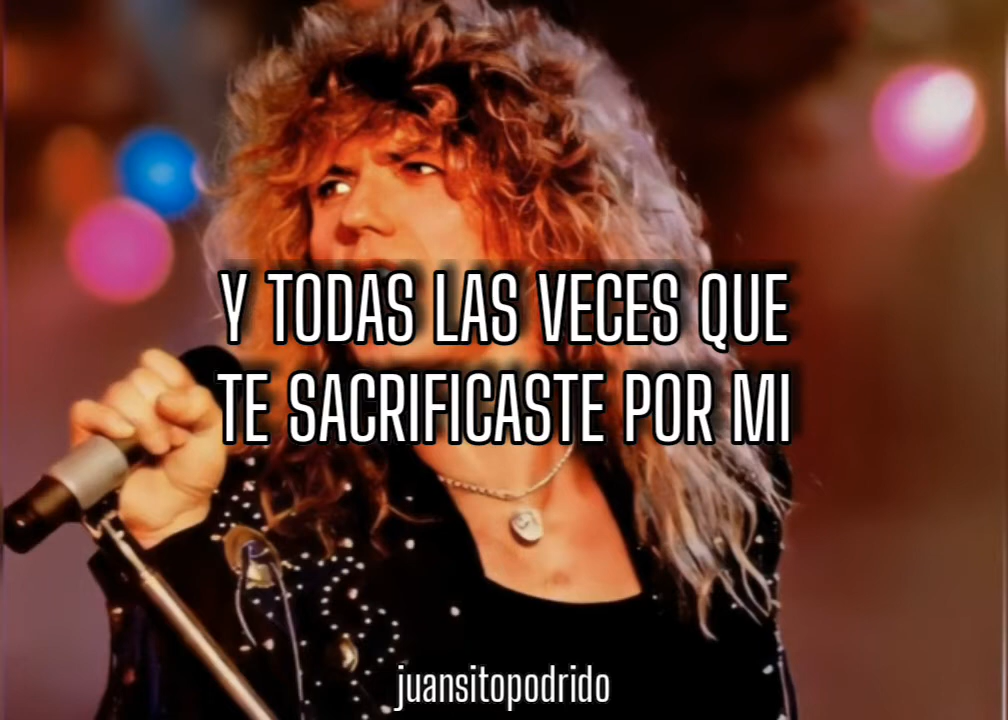 Y TODAS LAS VECES QUE
TE SACRIFICASTE POR MI
juansitopodrido